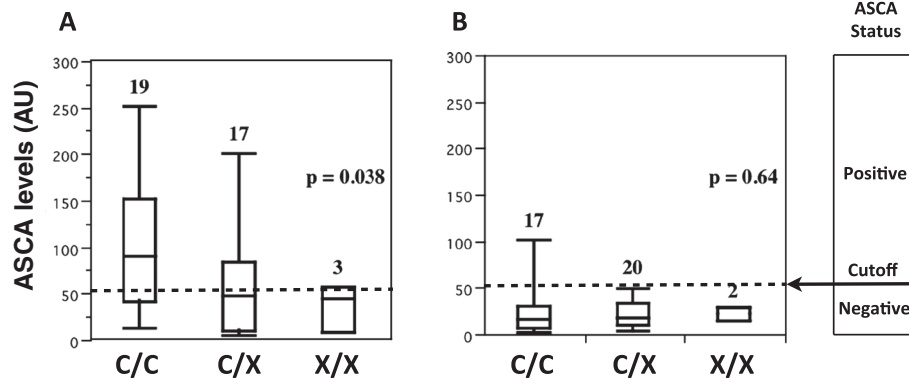 A
ASCA levels (AU)
300
250
200
150
100
50
0
19
17
3
p = 0.038
C/C
C/X
X/X
B
300
250
200
150
100
50
0
17
20
2
p = 0.64
C/C
C/X
X/X
ASCA
Status
Positive
Cutoff
Negative